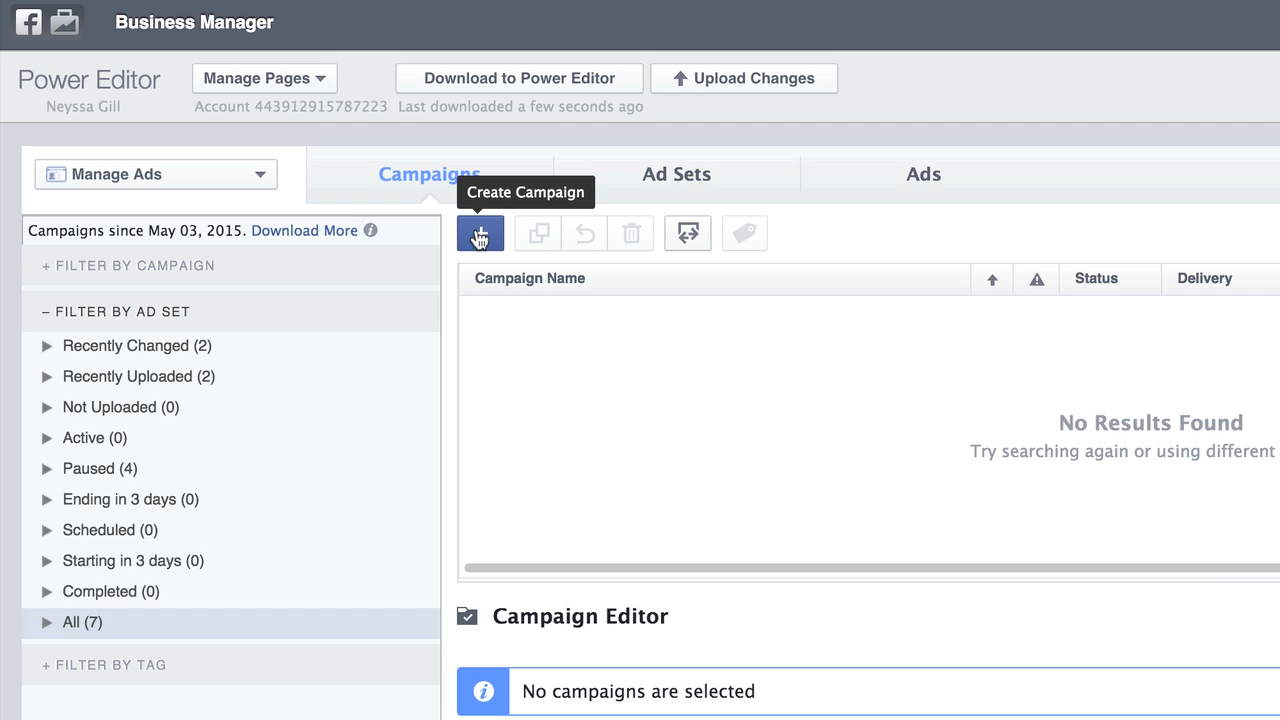 Business Manager
Power Editor
Neyssa Gill
Manage Pages
Account 443912915787223
Download to Power Editor
Last downloaded a few seconds ago
Upload Changes
Manage Ads
Campaigns
Ad Sets
Ads
Create Campaign
Campaigns since May 03, 2015. Download More
+ FILTER BY CAMPAIGN
– FILTER BY AD SET
Recently Changed (2)
Recently Uploaded (2)
Not Uploaded (0)
Active (0)
Paused (4)
Ending in 3 days (0)
Scheduled (0)
Starting in 3 days (0)
Completed (0)
All (7)
+ FILTER BY TAG
Campaign Name
Status
Delivery
No Results Found
Try searching again or using different
Campaign Editor
No campaigns are selected